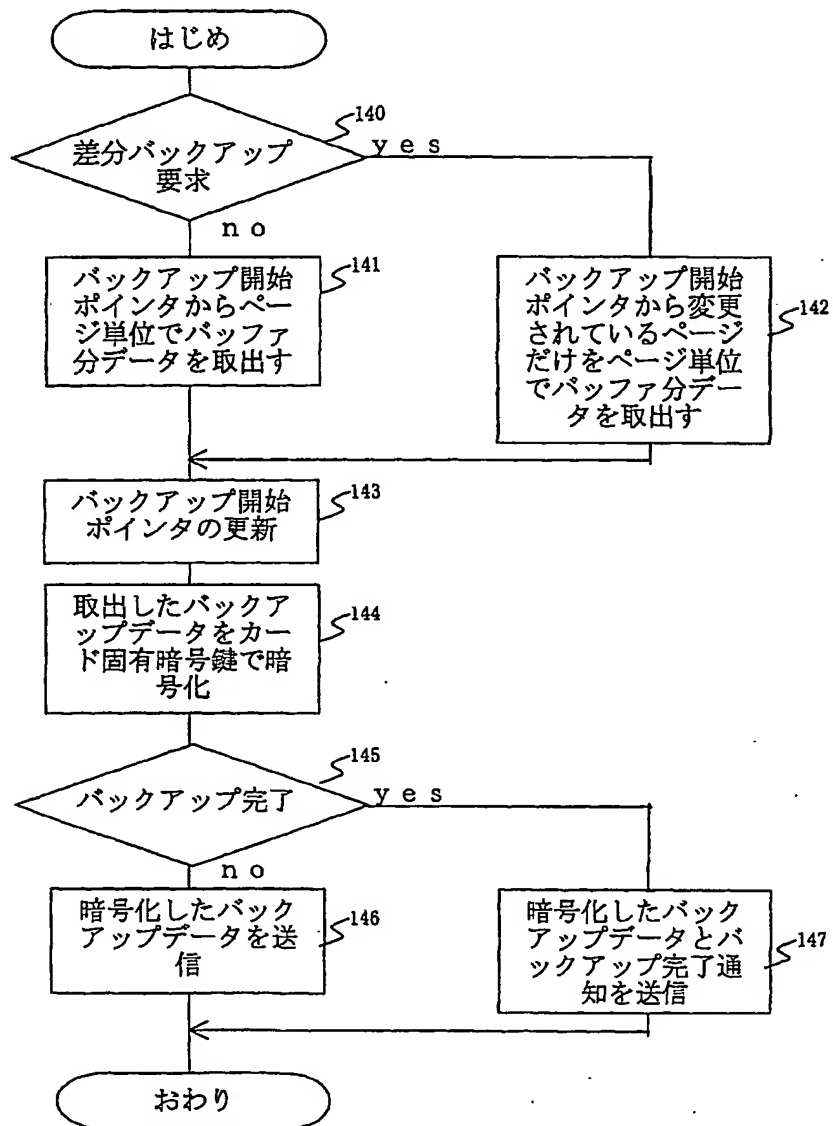 はじめ
140
差分バックアップ
要求
yes
no
バックアップ開始
ポインタからペー
ジ単位でバッファ
分データを取出す
141
バックアップ開始
ポインタから変更
されているページ
だけをページ単位
でバッファ分デー
タを取出す
142
バックアップ開始
ポインタの更新
143
取出したバックア
ップデータをカー
ド固有暗号鍵で暗
号化
144
145
バックアップ完了
yes
no
暗号化したバック
アップデータを送
信
146
暗号化したバック
アップデータとバ
ックアップ完了通
知を送信
147
おわり